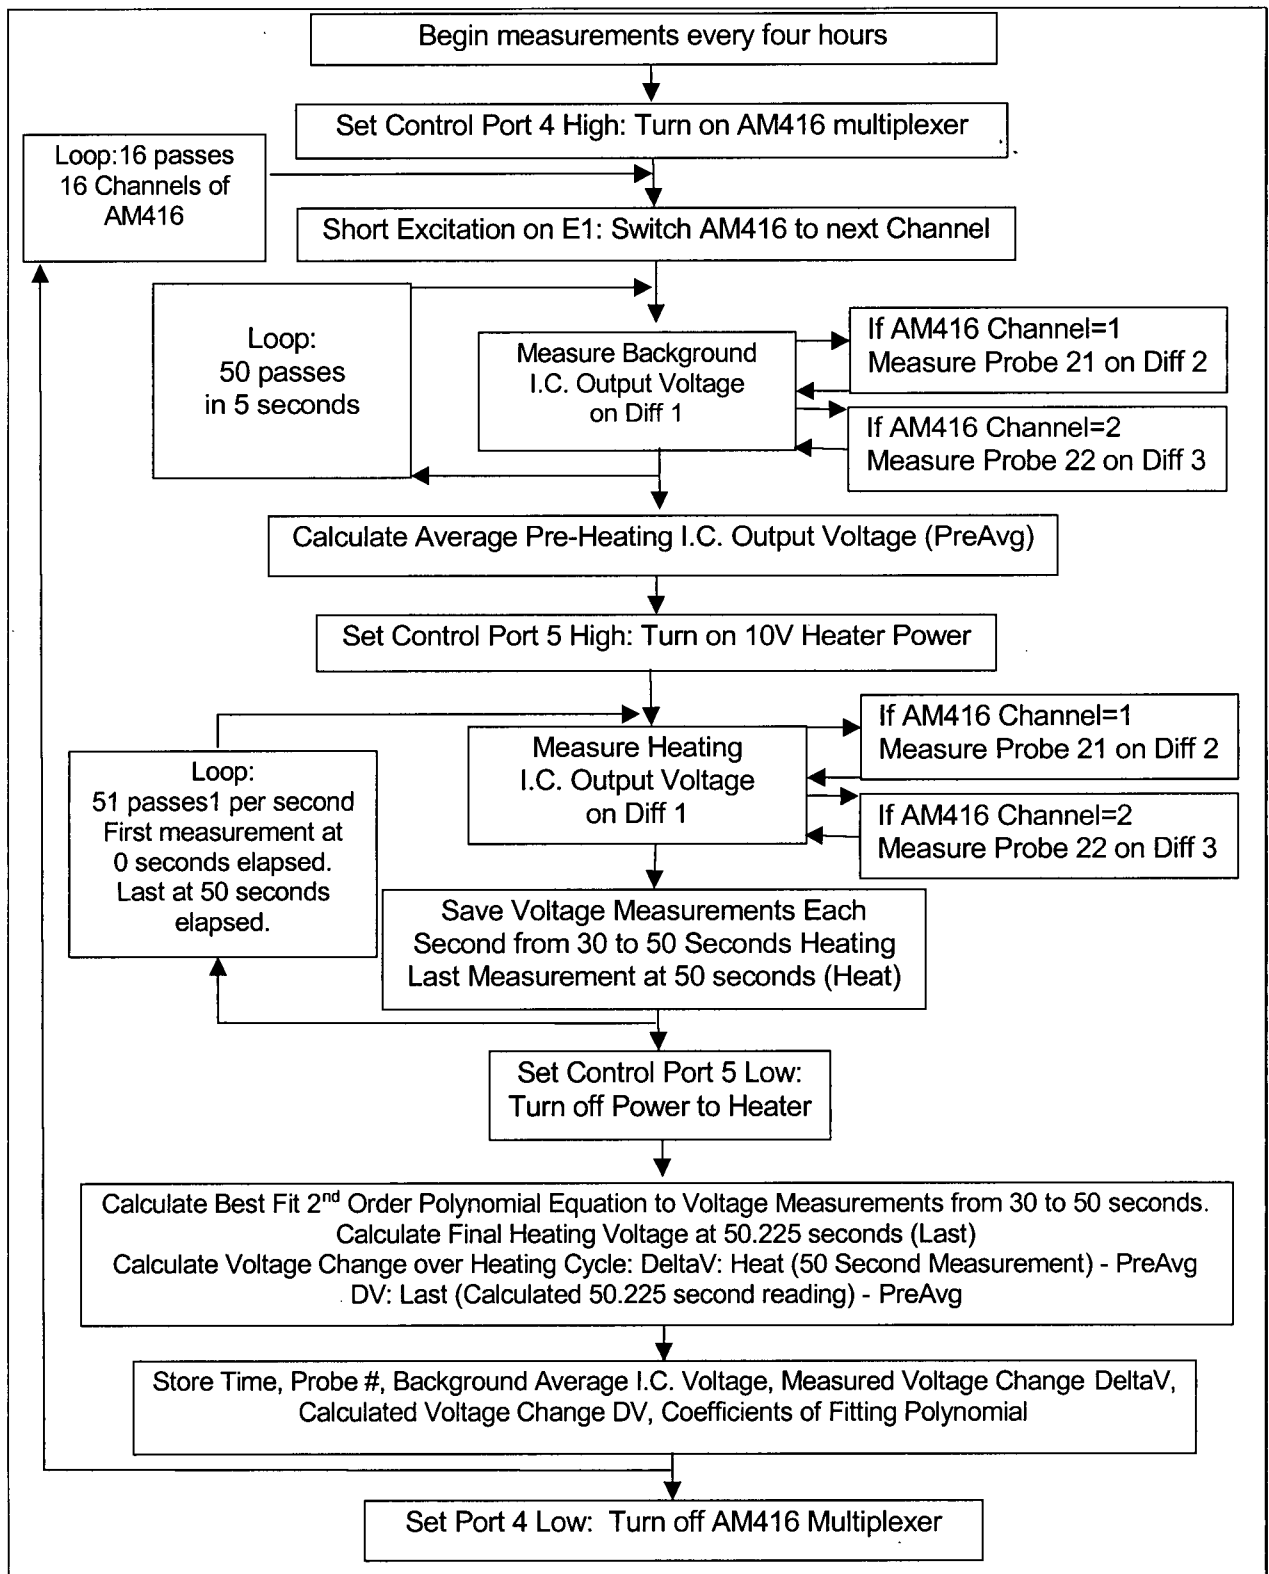 Begin measurements every four hours
Set Control Port 4 High: Turn on AM416 multiplexer
Loop:16 passes
16 Channels of
AM416
Short Excitation on E1: Switch AM416 to next Channel
Loop:
50 passes
in 5 seconds
Measure Background
I.C. Output Voltage
on Diff 1
If AM416 Channel=1
Measure Probe 21 on Diff 2
If AM416 Channel=2
Measure Probe 22 on Diff 3
Calculate Average Pre-Heating I.C. Output Voltage (PreAvg)
Set Control Port 5 High: Turn on 10V Heater Power
Loop:
51 passes1 per second
First measurement at
0 seconds elapsed.
Last at 50 seconds
elapsed.
Measure Heating
I.C. Output Voltage
on Diff 1
If AM416 Channel=1
Measure Probe 21 on Diff 2
If AM416 Channel=2
Measure Probe 22 on Diff 3
Save Voltage Measurements Each
Second from 30 to 50 Seconds Heating
Last Measurement at 50 seconds (Heat)
Set Control Port 5 Low:
Turn off Power to Heater
Calculate Best Fit 2nd Order Polynomial Equation to Voltage Measurements from 30 to 50 seconds.
Calculate Final Heating Voltage at 50.225 seconds (Last)
Calculate Voltage Change over Heating Cycle: DeltaV: Heat (50 Second Measurement) - PreAvg
DV: Last (Calculated 50.225 second reading) - PreAvg
Store Time, Probe #, Background Average I.C. Voltage, Measured Voltage Change DeltaV,
Calculated Voltage Change DV, Coefficients of Fitting Polynomial
Set Port 4 Low: Turn off AM416 Multiplexer